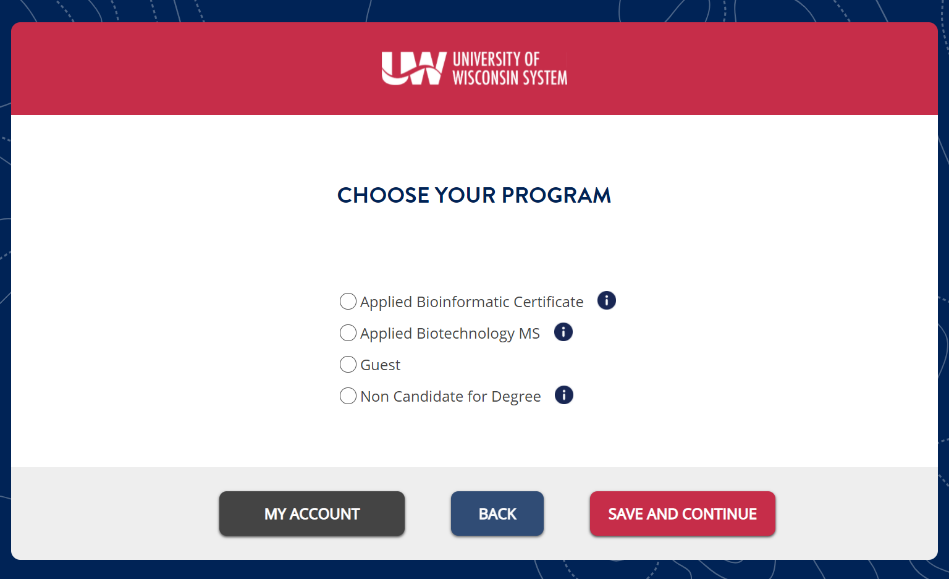 UW UNIVERSITY OF
WISCONSIN SYSTEM
CHOOSE YOUR PROGRAM
Applied Bioinformatic Certificate i
Applied Biotechnology MS i
Guest
Non Candidate for Degree i
MY ACCOUNT BACK SAVE AND CONTINUE